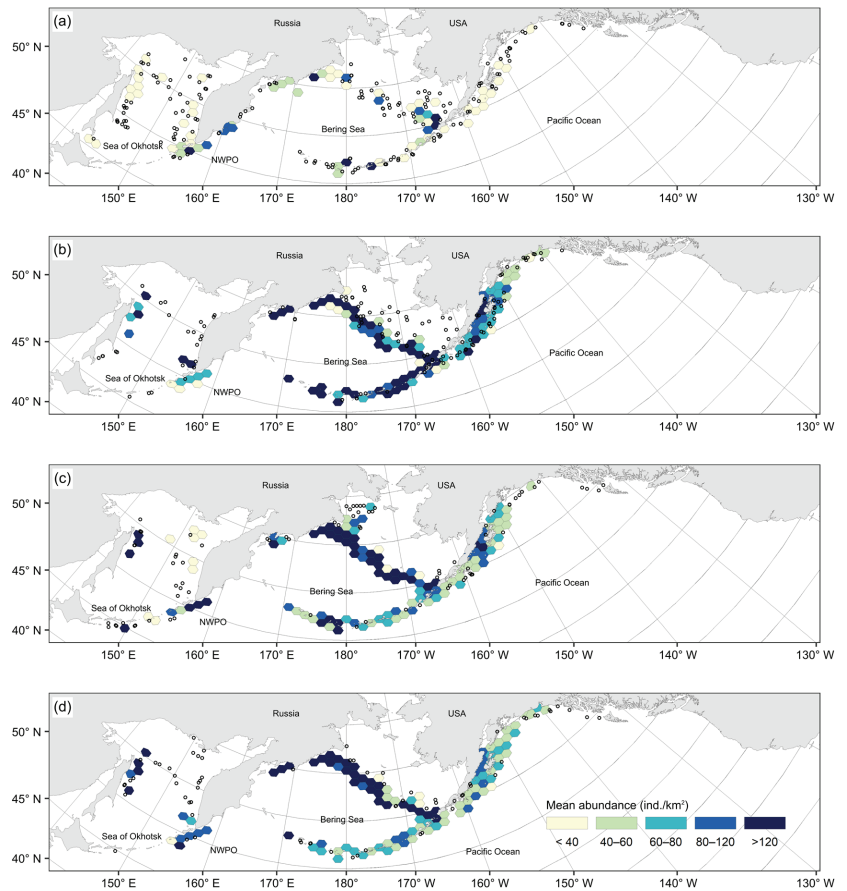 (a)
Russia
USA
50° N
45° N
40° N
Bering Sea
Pacific Ocean
Sea of Okhotsk
NWPO
150° E 160° E 170° E 180° 170° W 160° W 150° W 140° W 130° W
(b)
Russia
USA
50° N
45° N
40° N
Bering Sea
Pacific Ocean
Sea of Okhotsk
NWPO
150° E 160° E 170° E 180° 170° W 160° W 150° W 140° W 130° W
(c)
Russia
USA
50° N
45° N
40° N
Bering Sea
Pacific Ocean
Sea of Okhotsk
NWPO
150° E 160° E 170° E 180° 170° W 160° W 150° W 140° W 130° W
(d)
Russia
USA
50° N
45° N
40° N
Mean abundance (ind./km²)
Bering Sea
< 40 40–60 60–80 80–120 >120
Sea of Okhotsk
NWPO
Pacific Ocean
150° E 160° E 170° E 180° 170° W 160° W 150° W 140° W 130° W